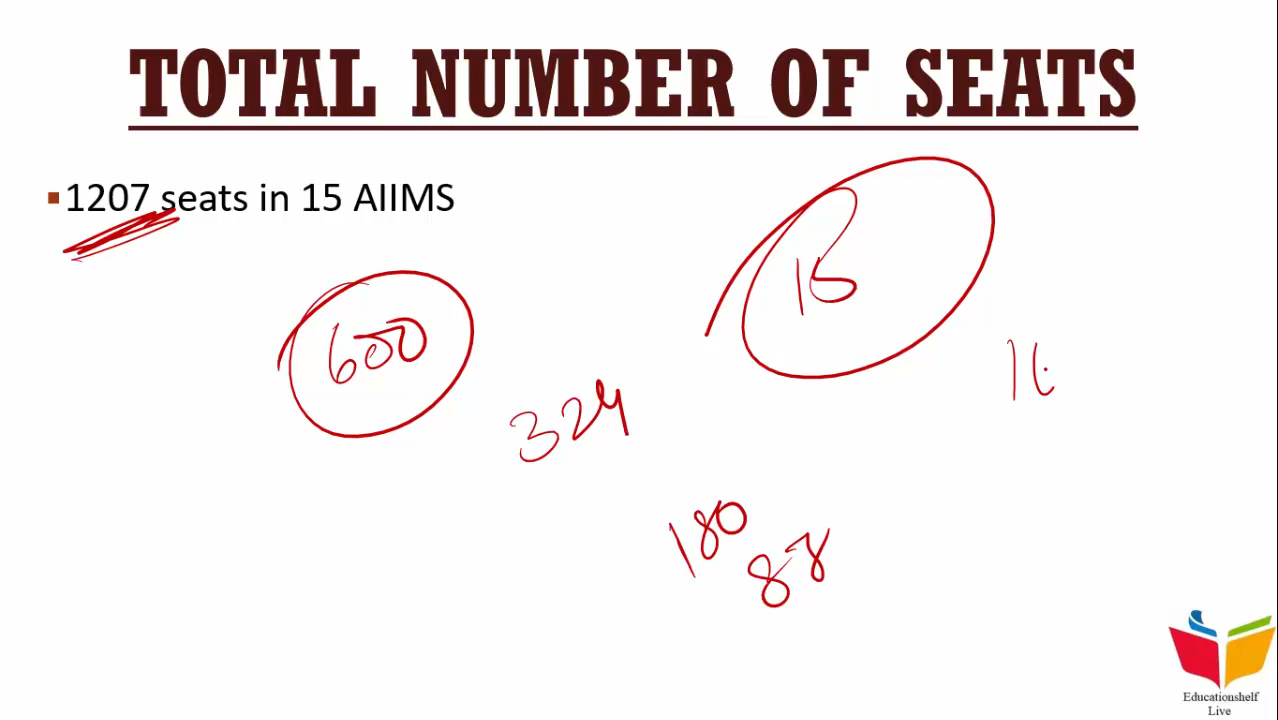 TOTAL NUMBER OF SEATS
1207 seats in 15 AIIMS
15
600
324
180
88
Educationshelf
Live